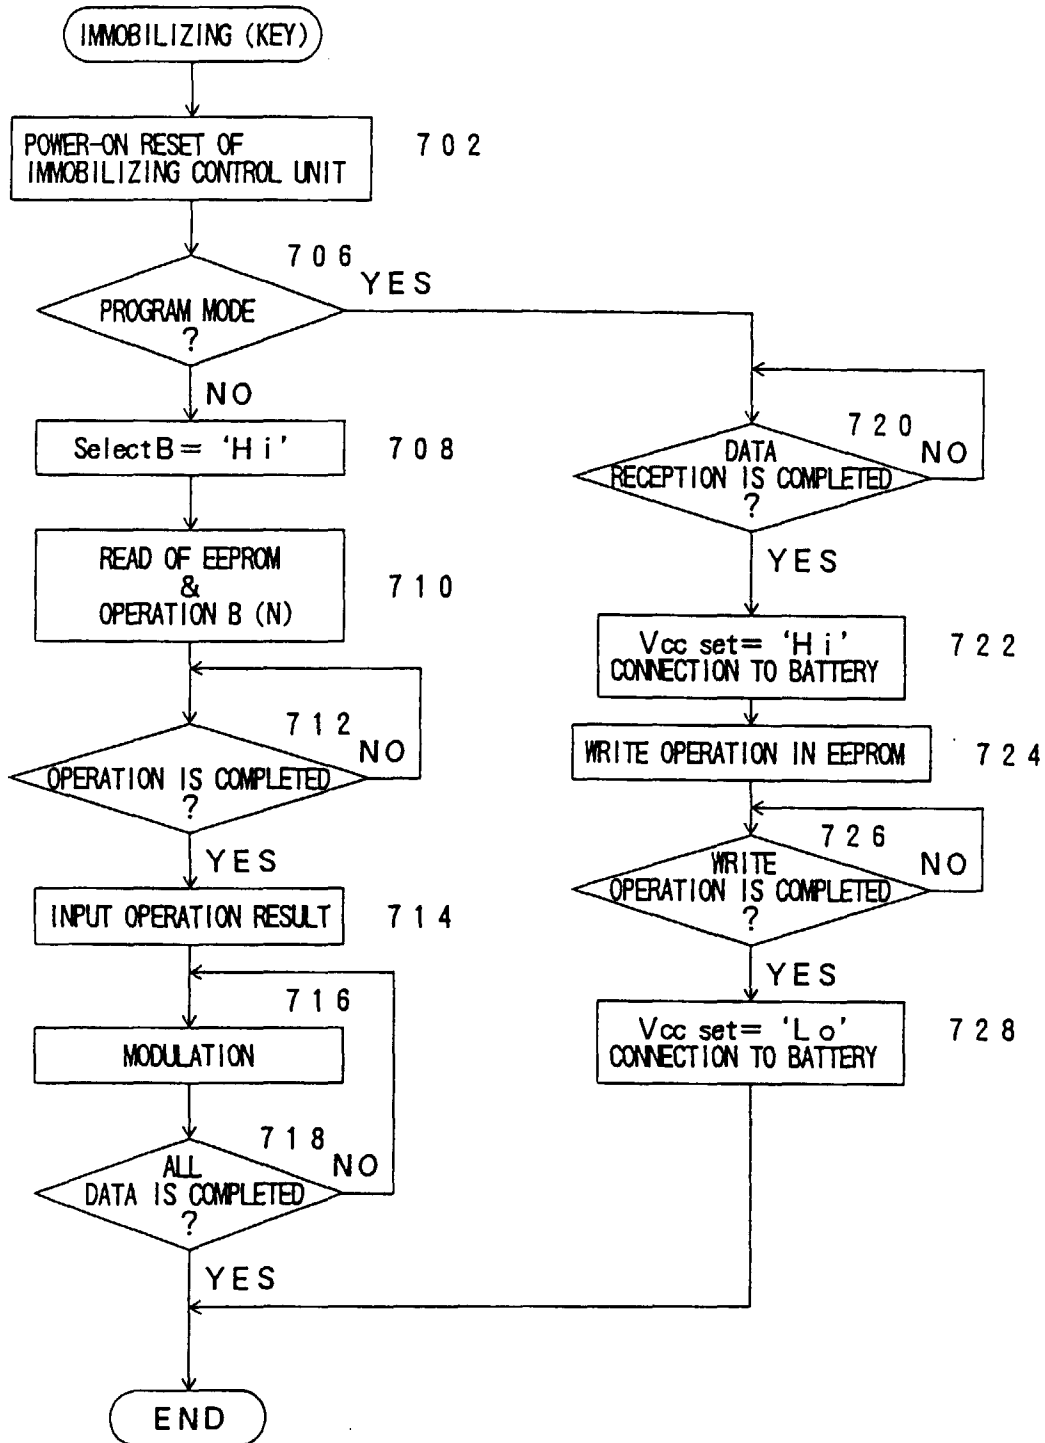 IMMOBILIZING (KEY)
POWER-ON RESET OF
IMMOBILIZING CONTROL UNIT
702
706
YES
PROGRAM MODE
?
NO
SelectB= 'Hi'
708
READ OF EEPROM
&
OPERATION B (N)
710
712
NO
OPERATION IS COMPLETED
?
YES
INPUT OPERATION RESULT
714
716
MODULATION
718
NO
ALL
DATA IS COMPLETED
?
YES
720
NO
DATA
RECEPTION IS COMPLETED
?
YES
Vcc set= 'Hi'
CONNECTION TO BATTERY
722
WRITE OPERATION IN EEPROM
724
726
NO
WRITE
OPERATION IS COMPLETED
?
YES
Vcc set= 'Lo'
CONNECTION TO BATTERY
728
END